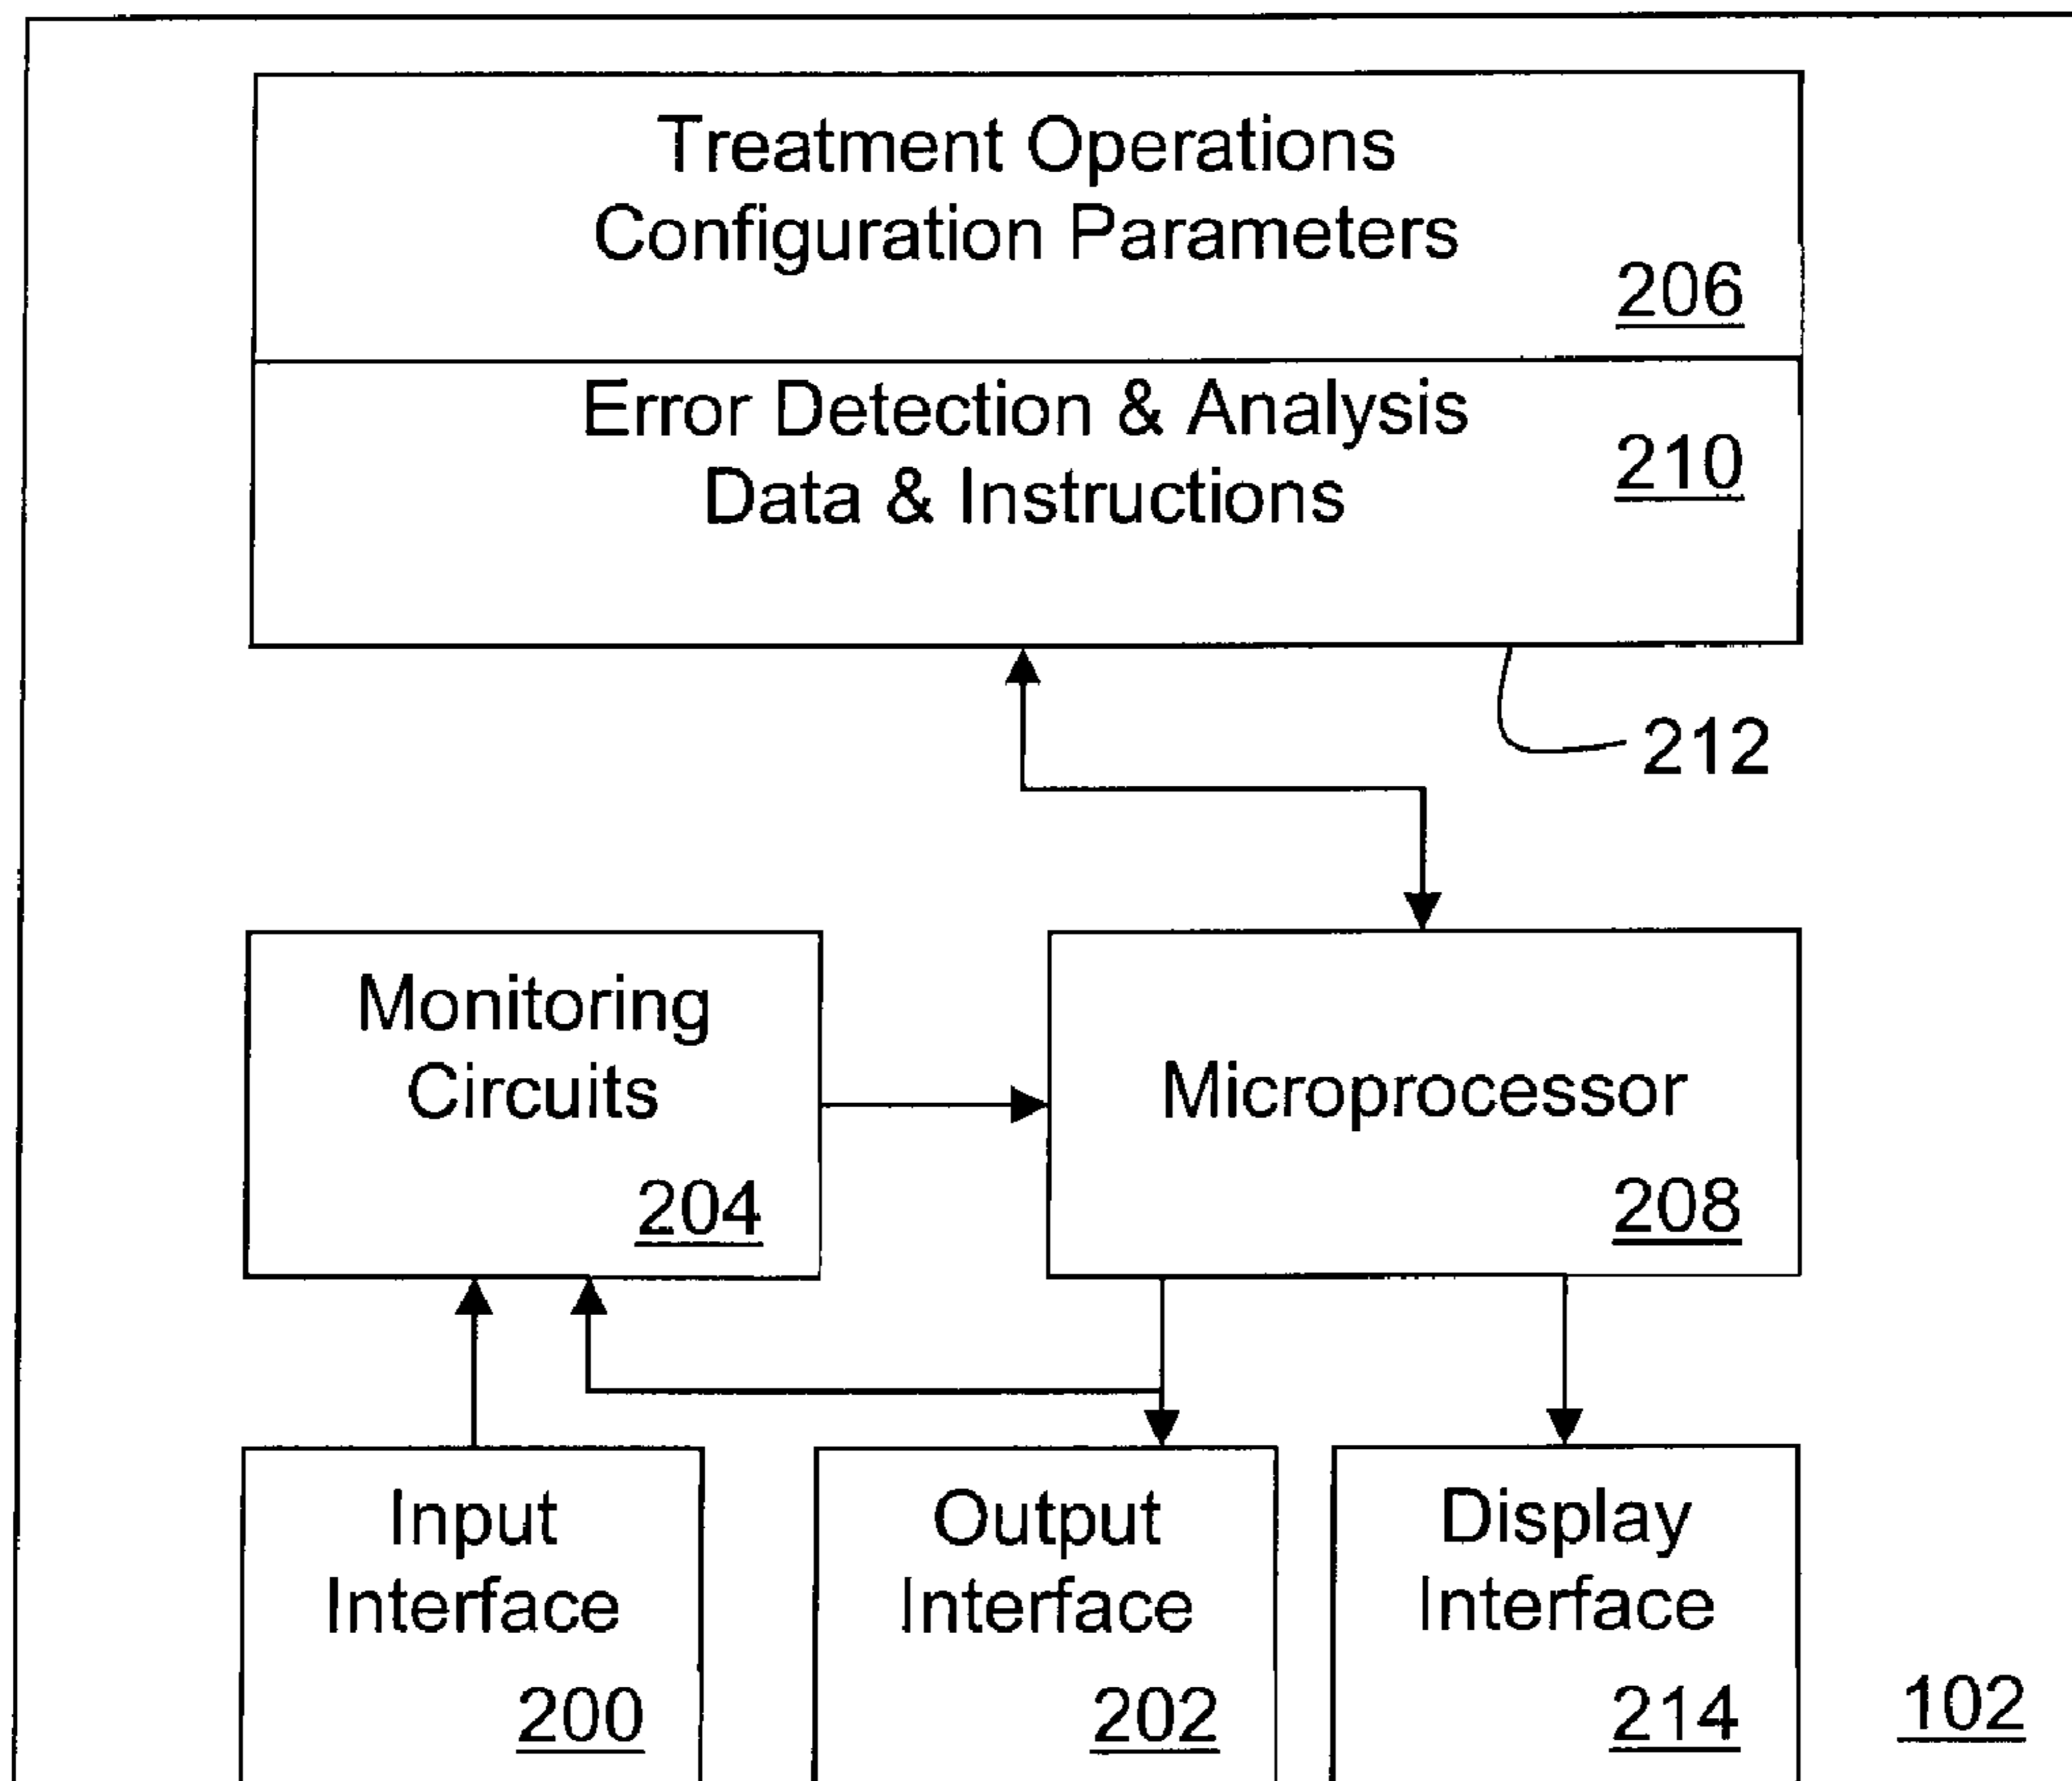 Treatment Operations
Configuration Parameters
206
Error Detection & Analysis
Data & Instructions
210
212
Monitoring
Circuits
204
Microprocessor
208
Input
Interface
200
Output
Interface
202
Display
Interface
214
102